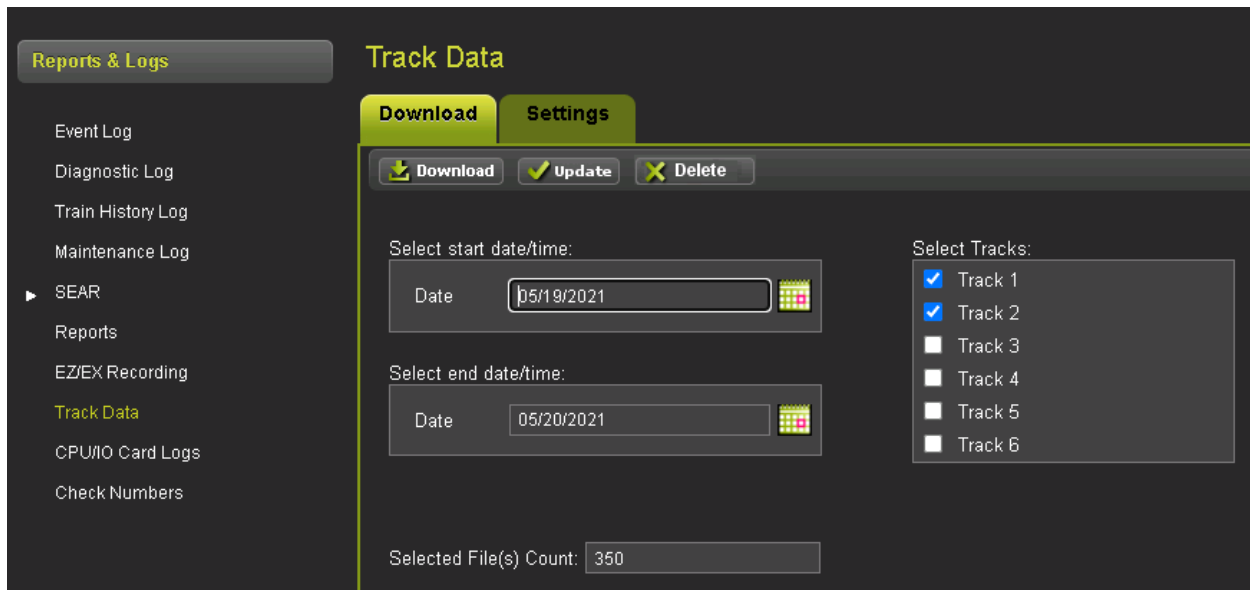 Reports & Logs
Event Log
Diagnostic Log
Train History Log
Maintenance Log
SEAR
Reports
EZ/EX Recording
Track Data
CPU/IO Card Logs
Check Numbers
Track Data
Download
Settings
Download
Update
Delete
Select start date/time:
Date 05/19/2021
Select end date/time:
Date 05/20/2021
Selected File(s) Count: 350
Select Tracks:
Track 1
Track 2
Track 3
Track 4
Track 5
Track 6